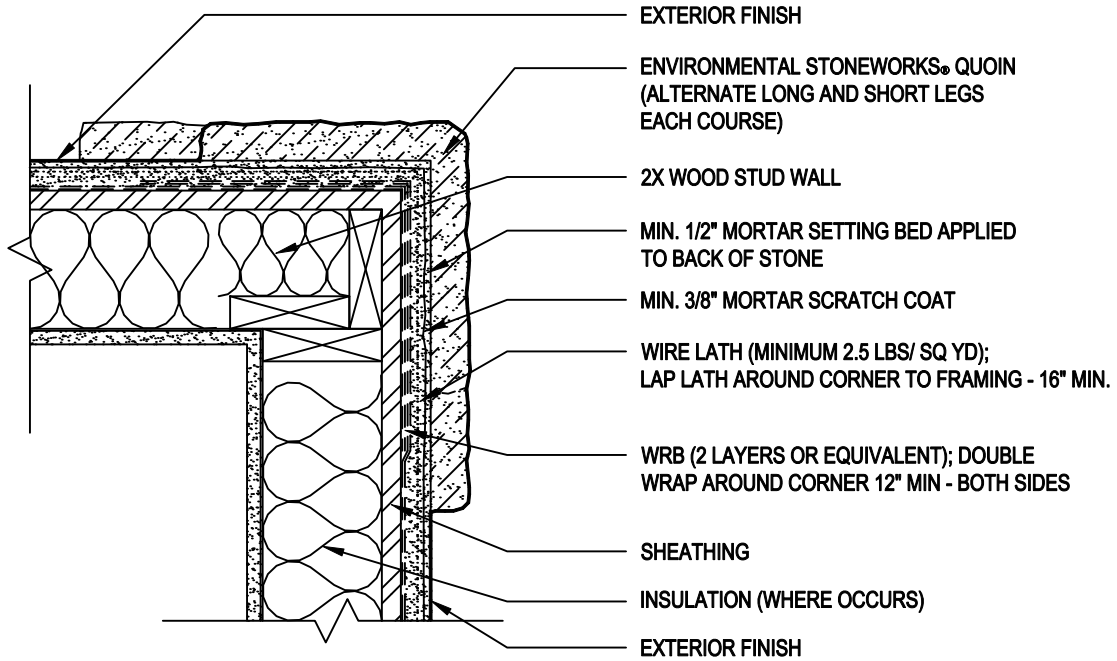 EXTERIOR FINISH
ENVIRONMENTAL STONEWORKS® QUOIN
(ALTERNATE LONG AND SHORT LEGS
EACH COURSE)
2X WOOD STUD WALL
MIN. 1/2" MORTAR SETTING BED APPLIED
TO BACK OF STONE
MIN. 3/8" MORTAR SCRATCH COAT
WIRE LATH (MINIMUM 2.5 LBS/ SQ YD);
LAP LATH AROUND CORNER TO FRAMING - 16" MIN.
WRB (2 LAYERS OR EQUIVALENT); DOUBLE
WRAP AROUND CORNER 12" MIN - BOTH SIDES
SHEATHING
INSULATION (WHERE OCCURS)
EXTERIOR FINISH